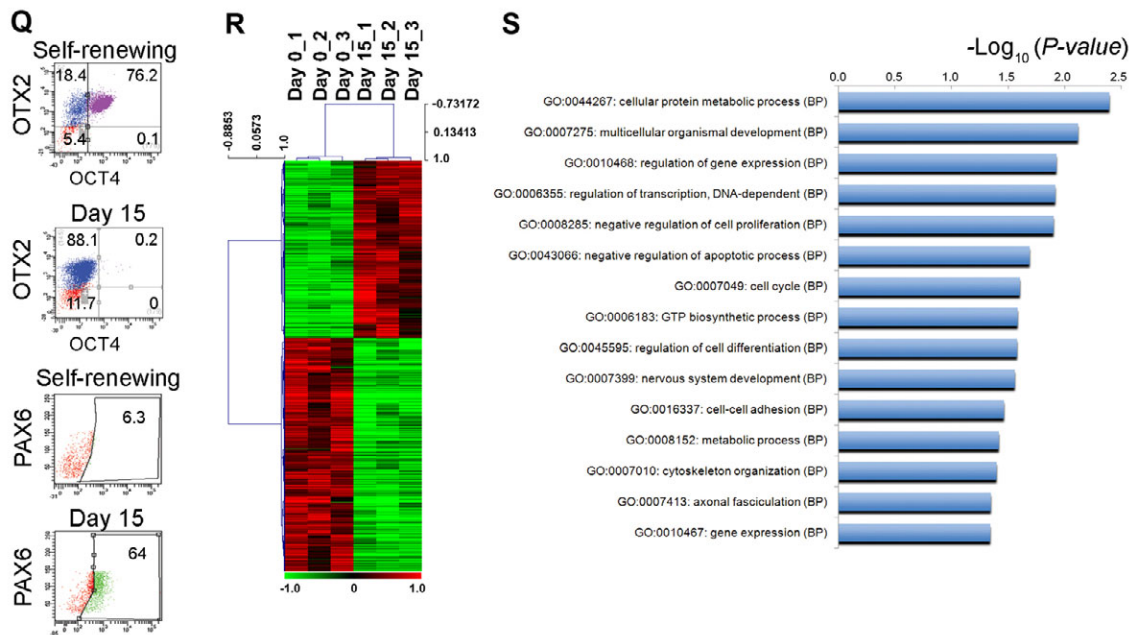 Q
Self-renewing
18.4 76.2
5.4 0.1
OTX2
OCT4
Day 15
88.1 0.2
11.7 0
OTX2
OCT4
Self-renewing
6.3
PAX6
Day 15
64
PAX6
R
Day 0_1
Day 0_2
Day 0_3
Day 15_1
Day 15_2
Day 15_3
-0.73172
0.13413
1.0
-0.8853
0.0573
1.0
-1.0 0 1.0
S
-Log10 (P-value)
0.0 0.5 1.0 1.5 2.0 2.5
GO:0044267: cellular protein metabolic process (BP)
GO:0007275: multicellular organismal development (BP)
GO:0010468: regulation of gene expression (BP)
GO:0006355: regulation of transcription, DNA-dependent (BP)
GO:0008285: negative regulation of cell proliferation (BP)
GO:0043066: negative regulation of apoptotic process (BP)
GO:0007049: cell cycle (BP)
GO:0006183: GTP biosynthetic process (BP)
GO:0045595: regulation of cell differentiation (BP)
GO:0007399: nervous system development (BP)
GO:0016337: cell-cell adhesion (BP)
GO:0008152: metabolic process (BP)
GO:0007010: cytoskeleton organization (BP)
GO:0007413: axonal fasciculation (BP)
GO:0010467: gene expression (BP)